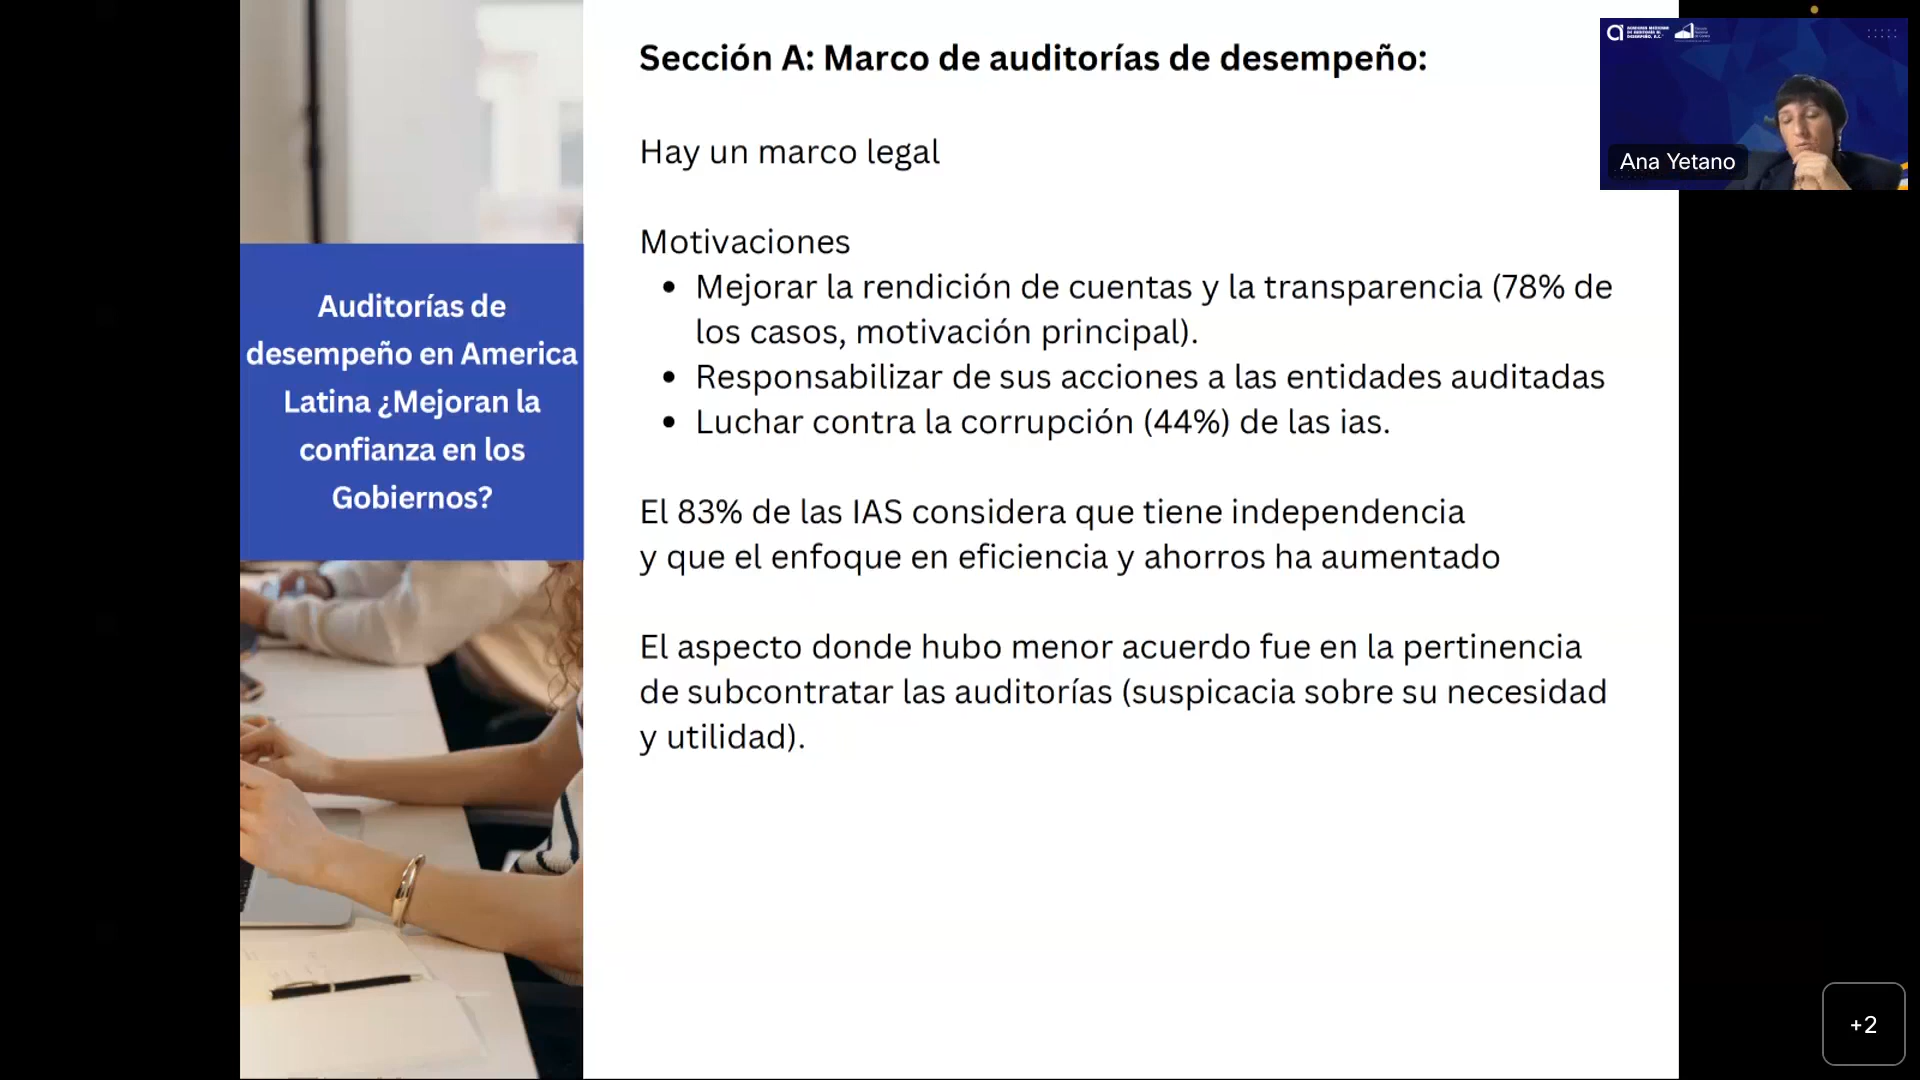 Sección A: Marco de auditorías de desempeño:
Hay un marco legal
Motivaciones
• Mejorar la rendición de cuentas y la transparencia (78% de
los casos, motivación principal).
• Responsabilizar de sus acciones a las entidades auditadas
• Luchar contra la corrupción (44%) de las ias.
El 83% de las IAS considera que tiene independencia
y que el enfoque en eficiencia y ahorros ha aumentado
El aspecto donde hubo menor acuerdo fue en la pertinencia
de subcontratar las auditorías (suspicacia sobre su necesidad
y utilidad).
Auditorías de
desempeño en America
Latina ¿Mejoran la
confianza en los
Gobiernos?
Ana Yetano
+2